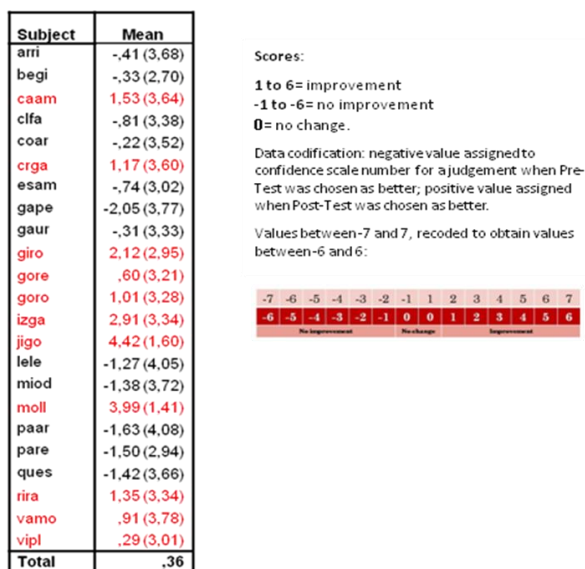 Subject Mean
arri -,41 (3,68)
begi -,33 (2,70)
caam 1,53 (3,64)
clfa -,81 (3,38)
coar -,22 (3,52)
crga 1,17 (3,60)
esam -,74 (3,02)
gape -2,05 (3,77)
gaur -,31 (3,33)
giro 2,12 (2,95)
gore ,60 (3,21)
goro 1,01 (3,28)
izga 2,91 (3,34)
jigo 4,42 (1,60)
lele -1,27 (4,05)
miod -1,38 (3,72)
moll 3,99 (1,41)
paar -1,63 (4,08)
pare -1,50 (2,94)
ques -1,42 (3,66)
rira 1,35 (3,34)
vamo ,91 (3,78)
vipl ,29 (3,01)
Total ,36
Scores:
1 to 6= improvement
-1 to -6= no improvement
0= no change.
Data codification: negative value assigned to
confidence scale number for a judgement when Pre-
Test was chosen as better; positive value assigned
when Post-Test was chosen as better.
Values between -7 and 7, recoded to obtain values
between -6 and 6:
-7 -6 -5 -4 -3 -2 -1 1 2 3 4 5 6 7
-6 -5 -4 -3 -2 -1 0 0 1 2 3 4 5 6
No improvement No change Improvement